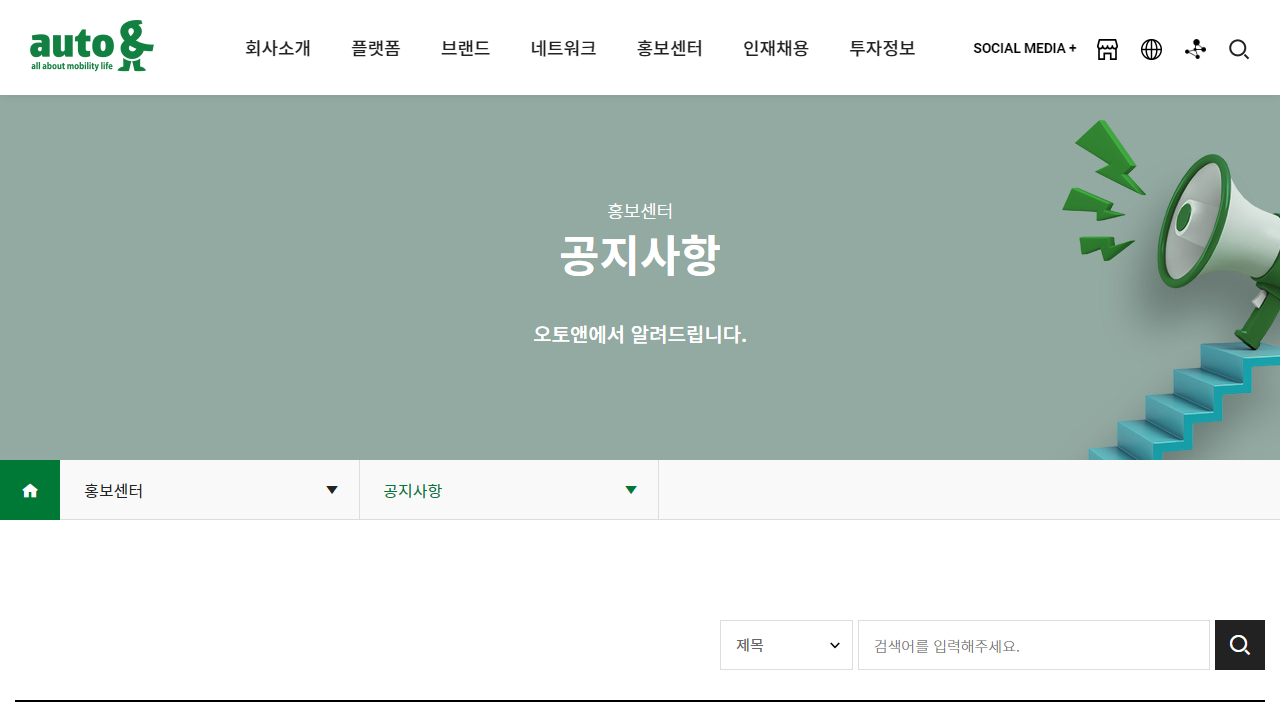 auto&
all about mobility life
회사소개 플랫폼 브랜드 네트워크 홍보센터 인재채용 투자정보 SOCIAL MEDIA +
홍보센터
공지사항
오토앤에서 알려드립니다.
홍보센터 공지사항
제목 검색어를 입력해주세요.